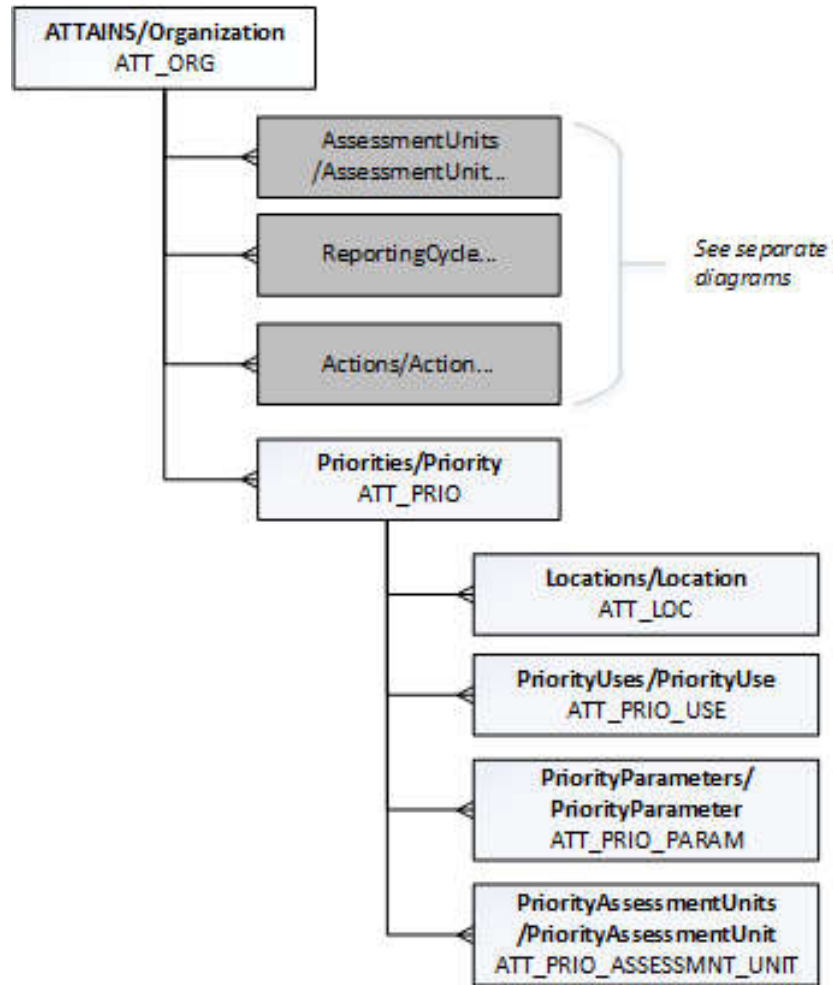 ATTAINS/Organization
ATT_ORG
AssessmentUnits
/AssessmentUnit...
ReportingCycle...
See separate
diagrams
Actions/Action...
Priorities/Priority
ATT_PRIO
Locations/Location
ATT_LOC
PriorityUses/PriorityUse
ATT_PRIO_USE
PriorityParameters/
PriorityParameter
ATT_PRIO_PARAM
PriorityAssessmentUnits
/PriorityAssessmentUnit
ATT_PRIO_ASSESSMNT_UNIT